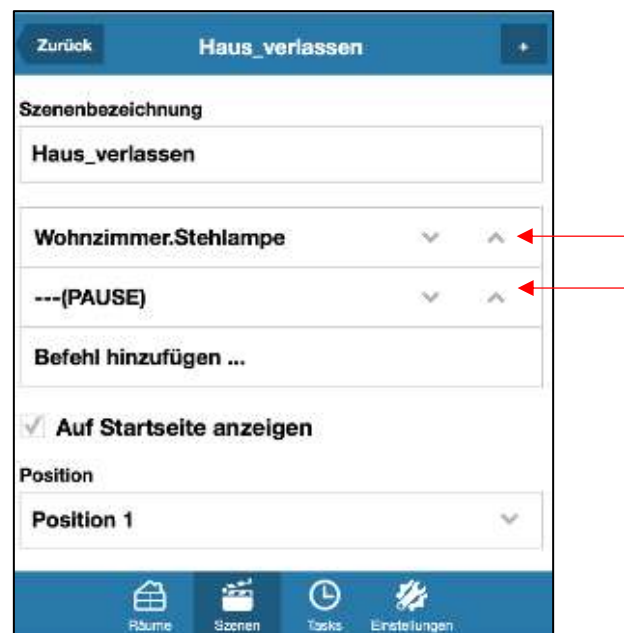 Zurück
Haus_verlassen
+
Szenenbezeichnung
Haus_verlassen
Wohnzimmer.Stehlampe
---(PAUSE)
Befehl hinzufügen ...
Auf Startseite anzeigen
Position
Position 1
Räume Szenen Tasks Einstellungen